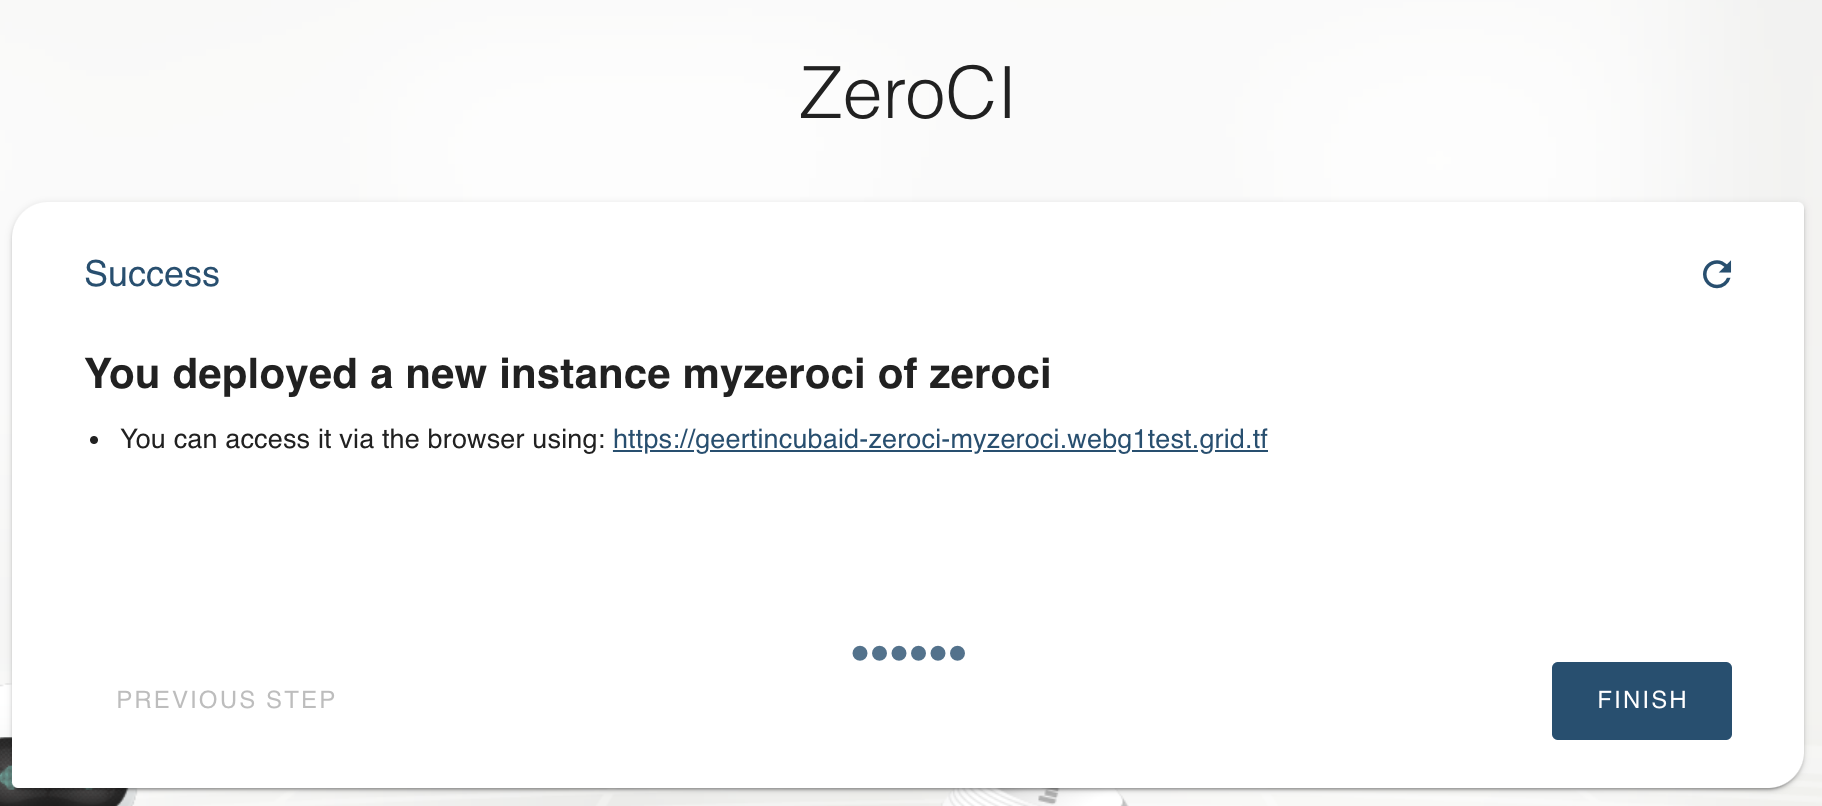 ZeroCI
Success
You deployed a new instance myzeroci of zeroci
• You can access it via the browser using: https://geertincubaid-zeroci-myzeroci.webg1test.grid.tf
PREVIOUS STEP
FINISH